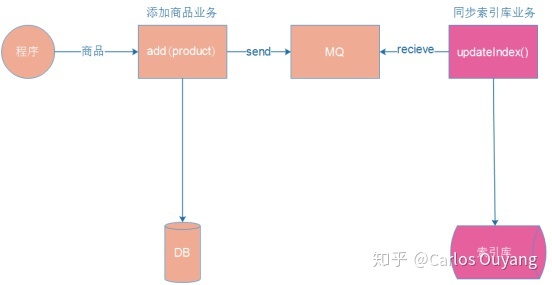 添加商品业务
同步索引库业务
程序
商品
add(product)
send
MQ
recieve
updateIndex()
DB
索引库
知乎 @Carlos Ouyang